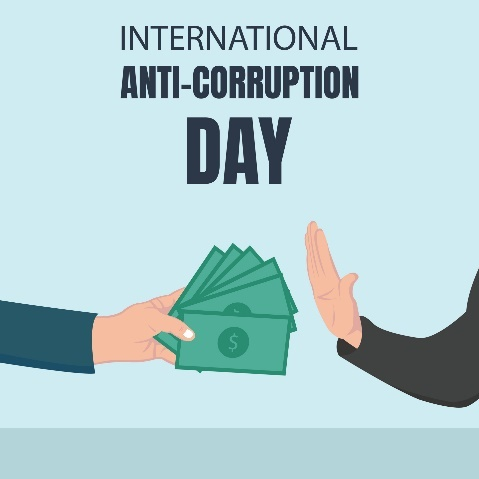 INTERNATIONAL
ANTI-CORRUPTION
DAY
$